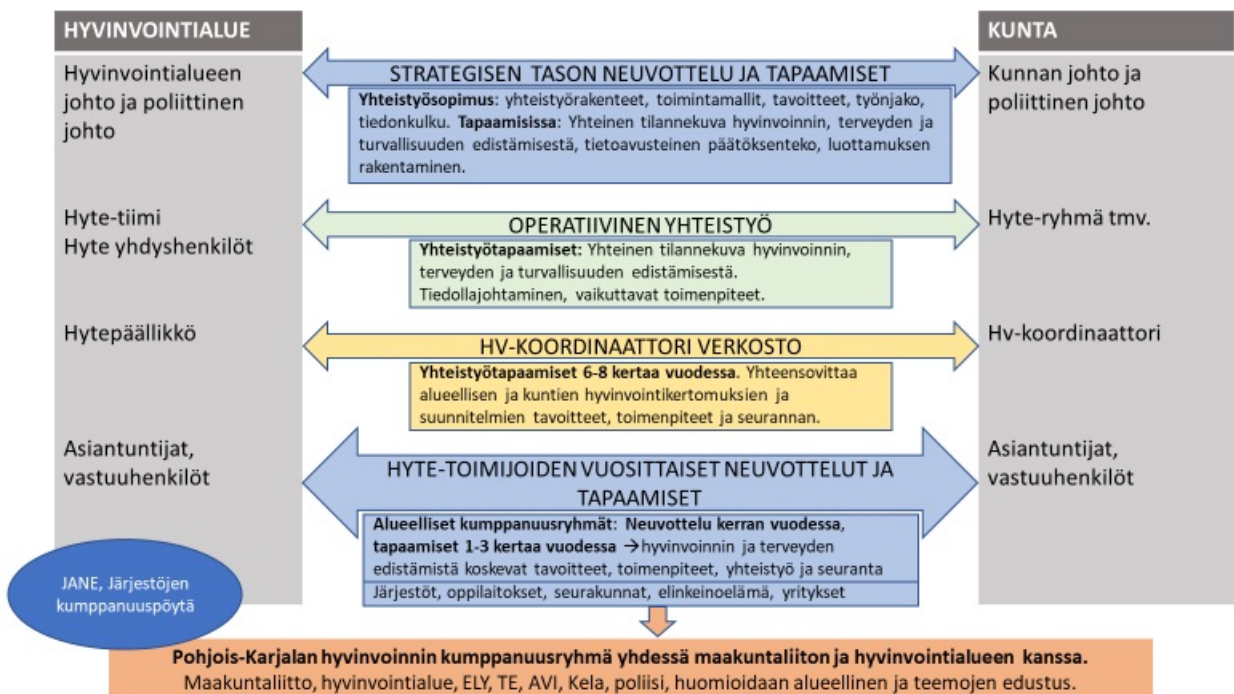 HYVINVOINTIALUE
KUNTA
Hyvinvointialueen
johto ja poliittinen
johto
STRATEGISEN TASON NEUVOTTELU JA TAPAAMISET
Yhteistyösopimus: yhteistyörakenteet, toimintamallit, tavoitteet, työnjako,
tiedonkulku. Tapaamisissa: Yhteinen tilannekuva hyvinvoinnin, terveyden ja
turvallisuuden edistämisestä, tietoavusteinen päätöksenteko, luottamuksen
rakentaminen.
Kunnan johto ja
poliittinen johto
Hyte-tiimi
Hyte yhdyshenkilöt
OPERATIIVINEN YHTEISTYÖ
Yhteistyötapaamiset: Yhteinen tilannekuva hyvinvoinnin,
terveyden ja turvallisuuden edistämisestä.
Tiedollajohtaminen, vaikuttavat toimenpiteet.
Hyte-ryhmä tmv.
Hytepäällikkö
HV-KOORDINAATTORI VERKOSTO
Yhteistyötapaamiset 6-8 kertaa vuodessa. Yhteensovittaa
alueellisen ja kuntien hyvinvointikertomuksien ja
suunnitelmien tavoitteet, toimenpiteet ja seurannan.
Hv-koordinaattori
Asiantuntijat,
vastuuhenkilöt
HYTE-TOIMIJOIDEN VUOSITTAISET NEUVOTTELUT JA
TAPAAMISET
Alueelliset kumppanuusryhmät: Neuvottelu kerran vuodessa,
tapaamiset 1-3 kertaa vuodessa →hyvinvoinnin ja terveyden
edistämistä koskevat tavoitteet, toimenpiteet, yhteistyö ja seuranta
Järjestöt, oppilaitokset, seurakunnat, elinkeinoelämä, yritykset
Asiantuntijat,
vastuuhenkilöt
JANE, Järjestöjen
kumppanuuspöytä
Pohjois-Karjalan hyvinvoinnin kumppanuusryhmä yhdessä maakuntaliiton ja hyvinvointialueen kanssa.
Maakuntaliitto, hyvinvointialue, ELY, TE, AVI, Kela, poliisi, huomioidaan alueellinen ja teemojen edustus.